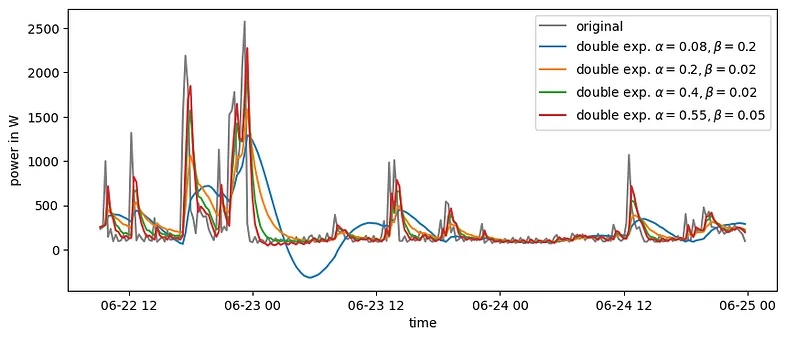 original
double exp. α = 0.08, β = 0.2
double exp. α = 0.2, β = 0.02
double exp. α = 0.4, β = 0.02
double exp. α = 0.55, β = 0.05
power in W
2500
2000
1500
1000
500
0
06-22 12
06-23 00
06-23 12
06-24 00
06-24 12
06-25 00
time